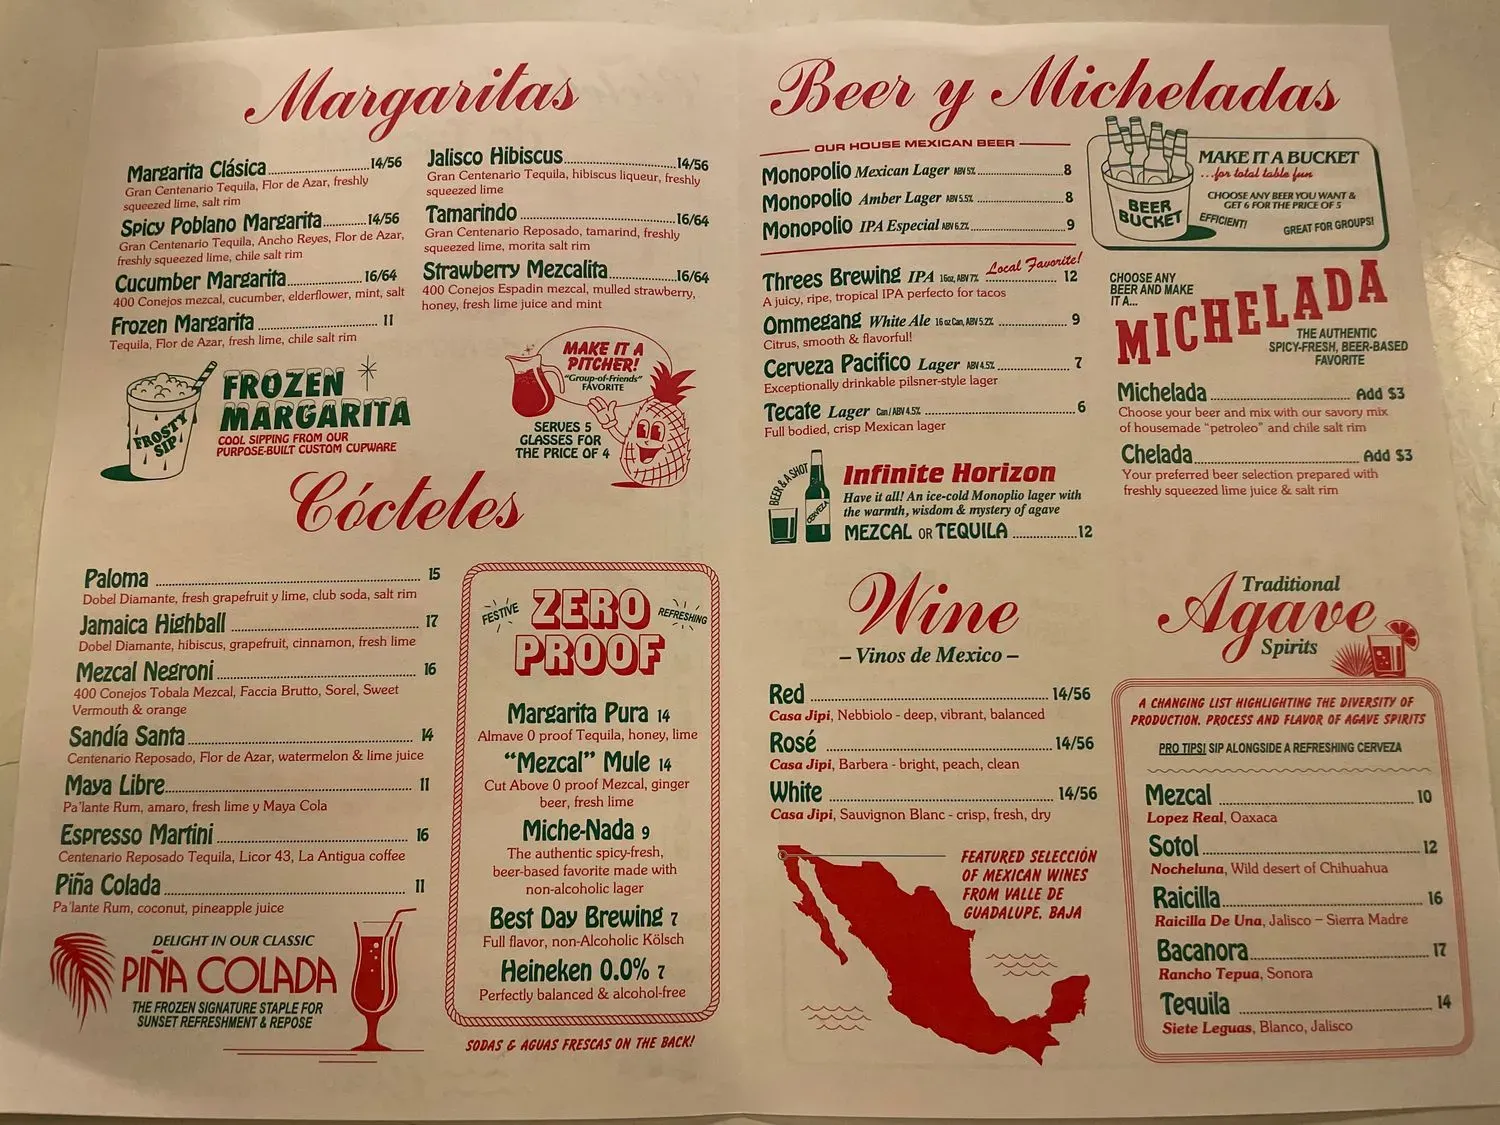 Margaritas
Margarita Clásica 14/56
Gran Centenario Tequila, Flor de Azar, freshly
squeezed lime, salt rim
Spicy Poblano Margarita 14/56
Gran Centenario Tequila, Ancho Reyes, Flor de Azar,
freshly squeezed lime, chile salt rim
Cucumber Margarita 16/64
400 Conejos mezcal, cucumber, elderflower, mint, salt
Frozen Margarita 11
Tequila, Flor de Azar, fresh lime, chile salt rim
Jalisco Hibiscus 14/56
Gran Centenario Tequila, hibiscus liqueur, freshly
squeezed lime
Tamarindo 16/64
Gran Centenario Reposado, tamarind, freshly
squeezed lime, morita salt rim
Strawberry Mezcalita 16/64
400 Conejos Espadin mezcal, mulled strawberry,
honey, fresh lime juice and mint
FROSTY
SIP
FROZEN
MARGARITA
COOL SIPPING FROM OUR
PURPOSE-BUILT CUSTOM CUPWARE
MAKE IT A
PITCHER!
"Group-of-Friends"
FAVORITE
SERVES 5
GLASSES FOR
THE PRICE OF 4
Cócteles
Paloma 15
Dobel Diamante, fresh grapefruit y lime, club soda, salt rim
Jamaica Highball 17
Dobel Diamante, hibiscus, grapefruit, cinnamon, fresh lime
Mezcal Negroni 16
400 Conejos Tobala Mezcal, Faccia Brutto, Sorel, Sweet
Vermouth & orange
Sandía Santa 14
Centenario Reposado, Flor de Azar, watermelon & lime juice
Maya Libre 11
Pa'lante Rum, amaro, fresh lime y Maya Cola
Espresso Martini 16
Centenario Reposado Tequila, Licor 43, La Antigua coffee
Piña Colada 11
Pa'lante Rum, coconut, pineapple juice
DELIGHT IN OUR CLASSIC
PIÑA COLADA
THE FROZEN SIGNATURE STAPLE FOR
SUNSET REFRESHMENT & REPOSE
FESTIVE
ZERO
PROOF
REFRESHING
Margarita Pura 14
Almave 0 proof Tequila, honey, lime
"Mezcal" Mule 14
Cut Above 0 proof Mezcal, ginger
beer, fresh lime
Miche-Nada 9
The authentic spicy-fresh,
beer-based favorite made with
non-alcoholic lager
Best Day Brewing 7
Full flavor, non-Alcoholic Kölsch
Heineken 0.0% 7
Perfectly balanced & alcohol-free
SODAS & AGUAS FRESCAS ON THE BACK!
Beer y Micheladas
OUR HOUSE MEXICAN BEER
Monopolio Mexican Lager ABV 5% 8
Monopolio Amber Lager ABV 5.5% 8
Monopolio IPA Especial ABV 6.2% 9
Local Favorite!
Threes Brewing IPA 16oz, ABV 7% 12
A juicy, ripe, tropical IPA perfecto for tacos
Ommegang White Ale 16 oz Can, ABV 5.2% 9
Citrus, smooth & flavorful!
Cerveza Pacifico Lager ABV 4.5% 7
Exceptionally drinkable pilsner-style lager
Tecate Lager Can / ABV 4.5% 6
Full bodied, crisp Mexican lager
BEER & A SHOT
CERVEZA
Infinite Horizon
Have it all! An ice-cold Monoplio lager with
the warmth, wisdom & mystery of agave
MEZCAL OR TEQUILA 12
BEER
BUCKET
MAKE IT A BUCKET
...for total table fun
CHOOSE ANY BEER YOU WANT &
GET 6 FOR THE PRICE OF 5
EFFICIENT!
GREAT FOR GROUPS!
CHOOSE ANY
BEER AND MAKE
IT A...
MICHELADA
THE AUTHENTIC
SPICY-FRESH, BEER-BASED
FAVORITE
Michelada Add $3
Choose your beer and mix with our savory mix
of housemade "petroleo" and chile salt rim
Chelada Add $3
Your preferred beer selection prepared with
freshly squeezed lime juice & salt rim
Wine
– Vinos de Mexico –
Red 14/56
Casa Jipi, Nebbiolo - deep, vibrant, balanced
Rosé 14/56
Casa Jipi, Barbera - bright, peach, clean
White 14/56
Casa Jipi, Sauvignon Blanc - crisp, fresh, dry
FEATURED SELECCIÓN
OF MEXICAN WINES
FROM VALLE DE
GUADALUPE, BAJA
Traditional
Agave
Spirits
A CHANGING LIST HIGHLIGHTING THE DIVERSITY OF
PRODUCTION, PROCESS AND FLAVOR OF AGAVE SPIRITS
PRO TIPS! SIP ALONGSIDE A REFRESHING CERVEZA
Mezcal 10
Lopez Real, Oaxaca
Sotol 12
Nocheluna, Wild desert of Chihuahua
Raicilla 16
Raicilla De Una, Jalisco – Sierra Madre
Bacanora 17
Rancho Tepua, Sonora
Tequila 14
Siete Leguas, Blanco, Jalisco